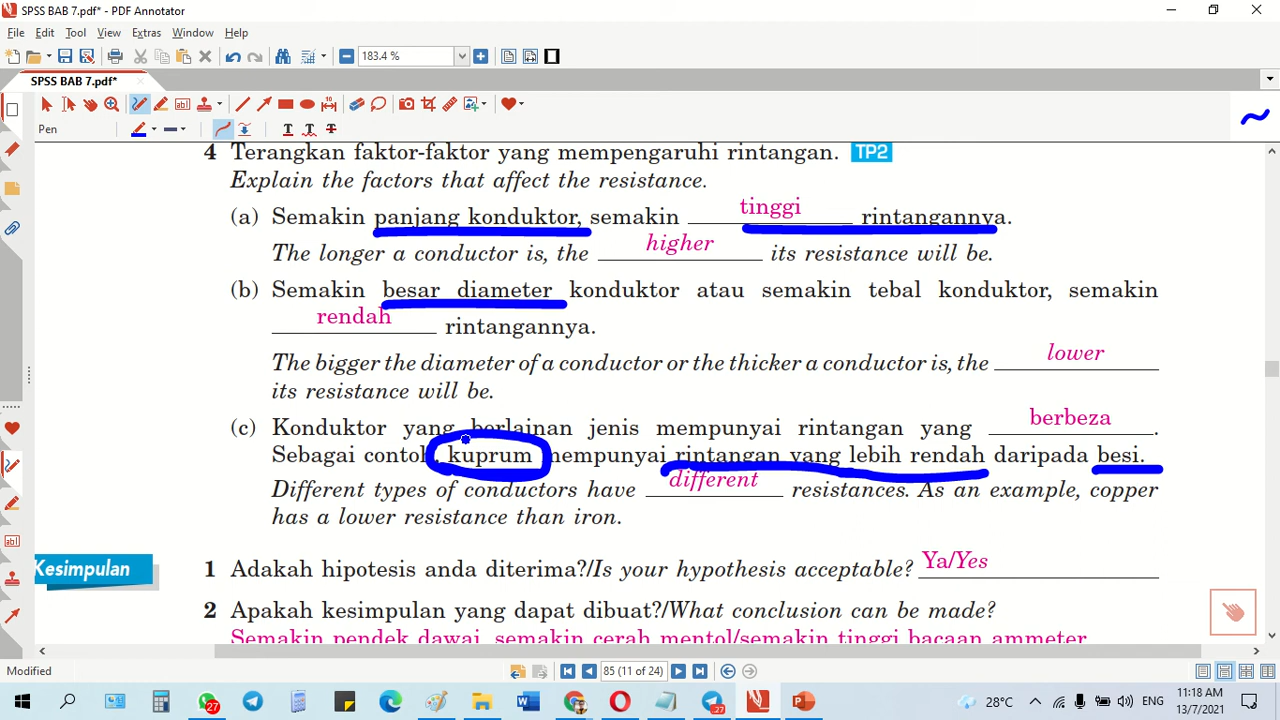 SPSS BAB 7.pdf* - PDF Annotator
File Edit Tool View Extras Window Help
183.4 %
SPSS BAB 7.pdf*
Pen
4 Terangkan faktor-faktor yang mempengaruhi rintangan. TP2
Explain the factors that affect the resistance.
(a) Semakin panjang konduktor, semakin tinggi rintangannya.
The longer a conductor is, the higher its resistance will be.
(b) Semakin besar diameter konduktor atau semakin tebal konduktor, semakin
rendah rintangannya.
The bigger the diameter of a conductor or the thicker a conductor is, the lower
its resistance will be.
(c) Konduktor yang berlainan jenis mempunyai rintangan yang berbeza.
Sebagai contoh, kuprum mempunyai rintangan yang lebih rendah daripada besi.
Different types of conductors have different resistances. As an example, copper
has a lower resistance than iron.
Kesimpulan
1 Adakah hipotesis anda diterima?/Is your hypothesis acceptable? Ya/Yes
2 Apakah kesimpulan yang dapat dibuat?/What conclusion can be made?
Semakin pendek dawai, semakin cerah mentol/semakin tinggi bacaan ammeter
Modified
85 (11 of 24)
27
27
28°C
ENG
11:18 AM
13/7/2021